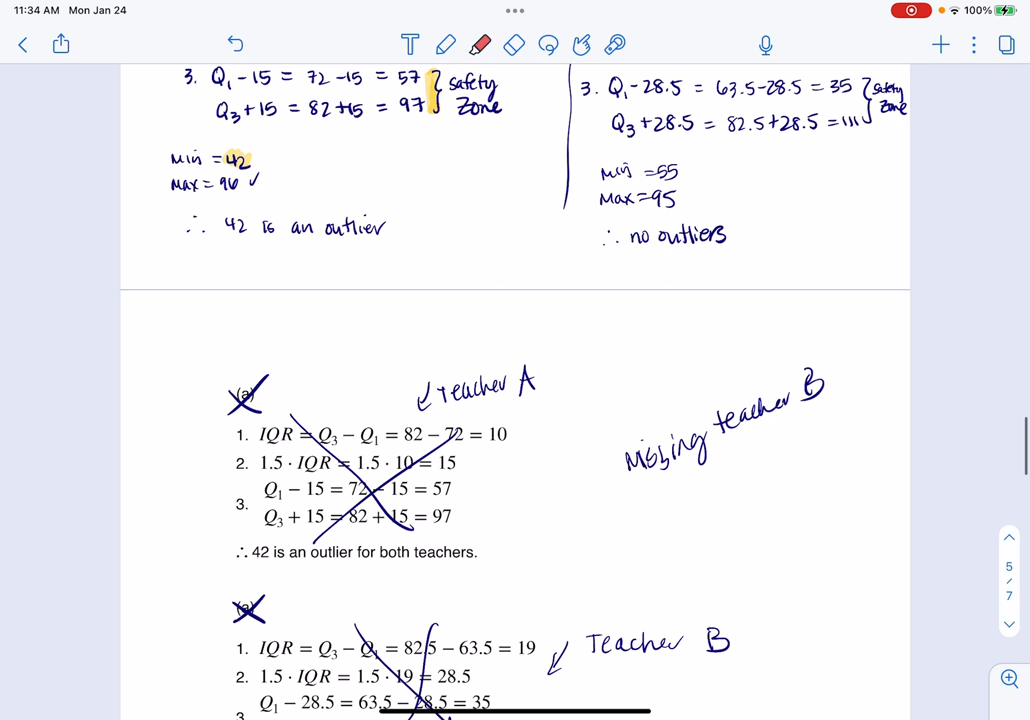 11:34 AM Mon Jan 24
100%
3. Q₁ - 15 = 72 - 15 = 57
Q₃ + 15 = 82 + 15 = 97
} safety
zone
min = 42
max = 96 ✓
∴ 42 is an outlier
3. Q₁ - 28.5 = 63.5 - 28.5 = 35
Q₃ + 28.5 = 82.5 + 28.5 = 111
} safety
zone
min = 55
max = 95
∴ no outliers
(a)
↙ Teacher A
1. IQR = Q₃ − Q₁ = 82 − 72 = 10
2. 1.5 · IQR = 1.5 · 10 = 15
Q₁ − 15 = 72 − 15 = 57
3.
Q₃ + 15 = 82 + 15 = 97
∴ 42 is an outlier for both teachers.
Missing teacher B
(a)
1. IQR = Q₃ − Q₁ = 82.5 − 63.5 = 19
2. 1.5 · IQR = 1.5 · 19 = 28.5
Q₁ − 28.5 = 63.5 − 28.5 = 35
3.
↙ Teacher B
5
/
7